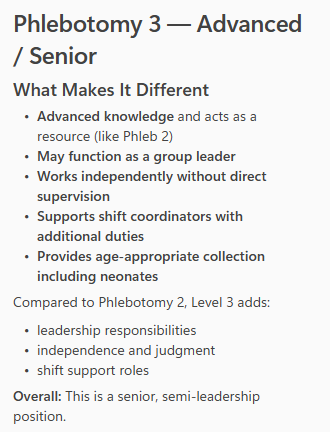 Phlebotomy 3 — Advanced
/ Senior
What Makes It Different
• Advanced knowledge and acts as a
resource (like Phleb 2)
• May function as a group leader
• Works independently without direct
supervision
• Supports shift coordinators with
additional duties
• Provides age-appropriate collection
including neonates
Compared to Phlebotomy 2, Level 3 adds:
• leadership responsibilities
• independence and judgment
• shift support roles
Overall: This is a senior, semi-leadership
position.